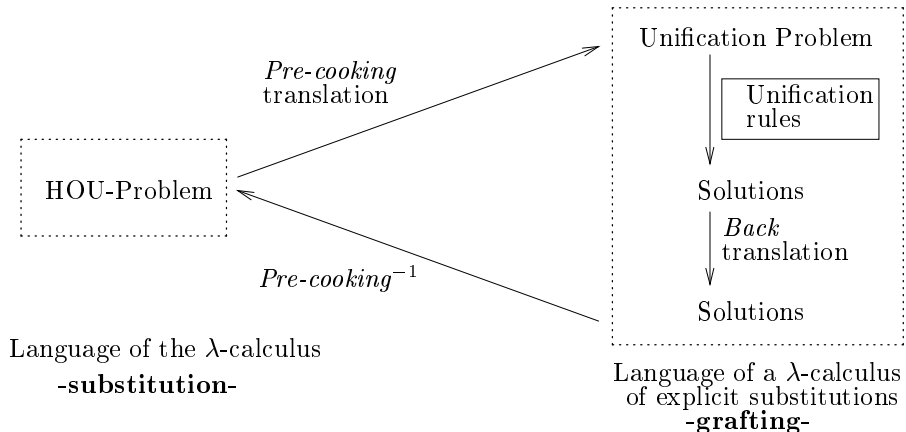 Unification Problem
Pre-cooking
translation
Unification
rules
HOU-Problem
Solutions
Back
translation
Pre-cooking⁻¹
Solutions
Language of the λ-calculus
-substitution-
Language of a λ-calculus
of explicit substitutions
-grafting-